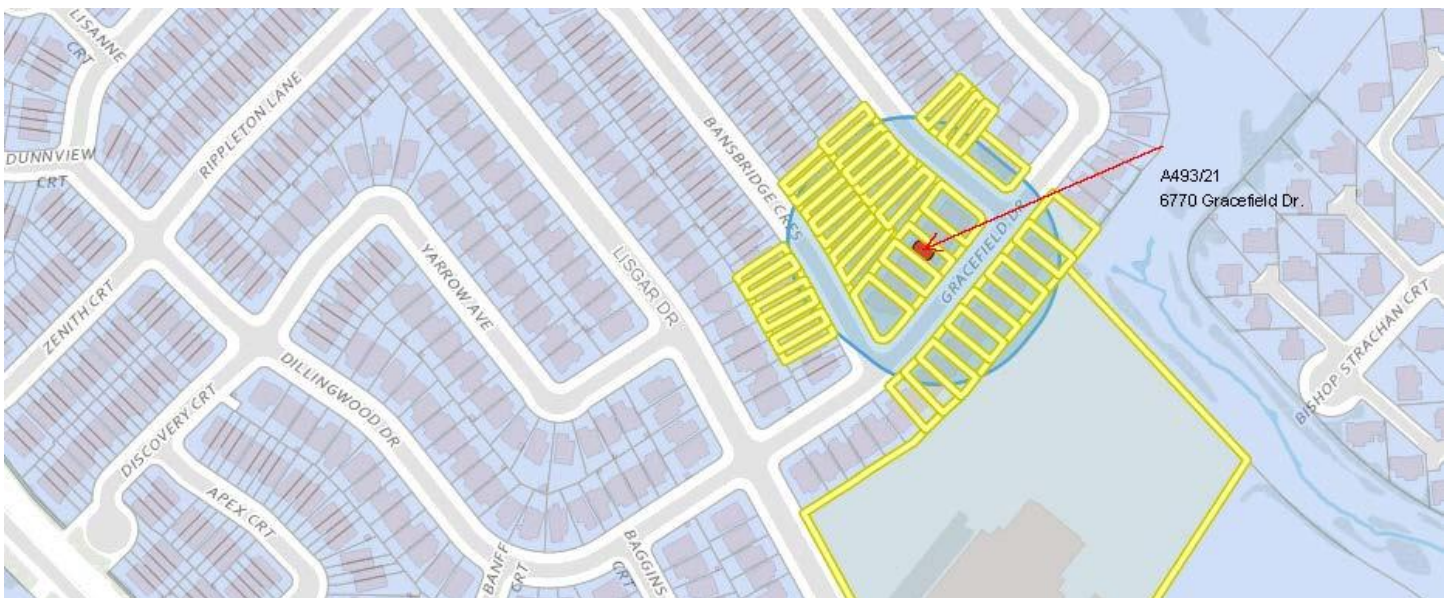 LISANNE
CRT
DUNNVIEW
CRT
RIPPLETON LANE
BANSBRIDGE CRES
A493/21
6770 Gracefield Dr.
GRACEFIELD DR
LISGAR DR
YARROW AVE
ZENITH CRT
DILLINGWOOD DR
DISCOVERY CRT
BISHOP STRACHAN CRT
APEX CRT
BANFF
CRT
BAGGINS
CRT